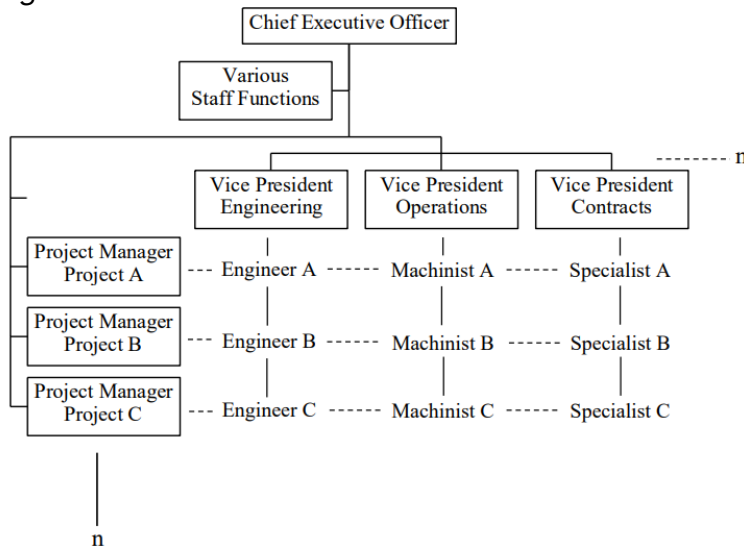 Chief Executive Officer
Various
Staff Functions
n
Vice President
Engineering
Vice President
Operations
Vice President
Contracts
Project Manager
Project A
Engineer A
Machinist A
Specialist A
Project Manager
Project B
Engineer B
Machinist B
Specialist B
Project Manager
Project C
Engineer C
Machinist C
Specialist C
n